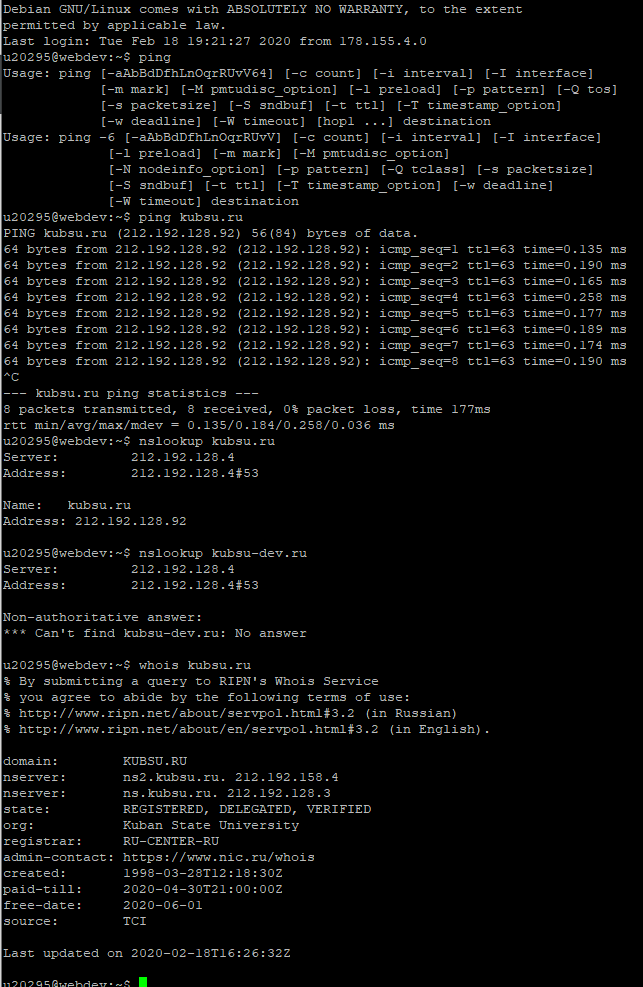 Debian GNU/Linux comes with ABSOLUTELY NO WARRANTY, to the extent
permitted by applicable law.
Last login: Tue Feb 18 19:21:27 2020 from 178.155.4.0
u20295@webdev:~$ ping
Usage: ping [-aAbBdDfhLnOqrRUvV64] [-c count] [-i interval] [-I interface]
            [-m mark] [-M pmtudisc_option] [-l preload] [-p pattern] [-Q tos]
            [-s packetsize] [-S sndbuf] [-t ttl] [-T timestamp_option]
            [-w deadline] [-W timeout] [hop1 ...] destination
Usage: ping -6 [-aAbBdDfhLnOqrRUvV] [-c count] [-i interval] [-I interface]
             [-l preload] [-m mark] [-M pmtudisc_option]
             [-N nodeinfo_option] [-p pattern] [-Q tclass] [-s packetsize]
             [-S sndbuf] [-t ttl] [-T timestamp_option] [-w deadline]
             [-W timeout] destination
u20295@webdev:~$ ping kubsu.ru
PING kubsu.ru (212.192.128.92) 56(84) bytes of data.
64 bytes from 212.192.128.92 (212.192.128.92): icmp_seq=1 ttl=63 time=0.135 ms
64 bytes from 212.192.128.92 (212.192.128.92): icmp_seq=2 ttl=63 time=0.190 ms
64 bytes from 212.192.128.92 (212.192.128.92): icmp_seq=3 ttl=63 time=0.165 ms
64 bytes from 212.192.128.92 (212.192.128.92): icmp_seq=4 ttl=63 time=0.258 ms
64 bytes from 212.192.128.92 (212.192.128.92): icmp_seq=5 ttl=63 time=0.177 ms
64 bytes from 212.192.128.92 (212.192.128.92): icmp_seq=6 ttl=63 time=0.189 ms
64 bytes from 212.192.128.92 (212.192.128.92): icmp_seq=7 ttl=63 time=0.174 ms
64 bytes from 212.192.128.92 (212.192.128.92): icmp_seq=8 ttl=63 time=0.190 ms
^C
--- kubsu.ru ping statistics ---
8 packets transmitted, 8 received, 0% packet loss, time 177ms
rtt min/avg/max/mdev = 0.135/0.184/0.258/0.036 ms
u20295@webdev:~$ nslookup kubsu.ru
Server:         212.192.128.4
Address:        212.192.128.4#53

Name:   kubsu.ru
Address: 212.192.128.92

u20295@webdev:~$ nslookup kubsu-dev.ru
Server:         212.192.128.4
Address:        212.192.128.4#53

Non-authoritative answer:
*** Can't find kubsu-dev.ru: No answer

u20295@webdev:~$ whois kubsu.ru
% By submitting a query to RIPN's Whois Service
% you agree to abide by the following terms of use:
% http://www.ripn.net/about/servpol.html#3.2 (in Russian)
% http://www.ripn.net/about/en/servpol.html#3.2 (in English).

domain:        KUBSU.RU
nserver:       ns2.kubsu.ru. 212.192.158.4
nserver:       ns.kubsu.ru. 212.192.128.3
state:         REGISTERED, DELEGATED, VERIFIED
org:           Kuban State University
registrar:     RU-CENTER-RU
admin-contact: https://www.nic.ru/whois
created:       1998-03-28T12:18:30Z
paid-till:     2020-04-30T21:00:00Z
free-date:     2020-06-01
source:        TCI

Last updated on 2020-02-18T16:26:32Z

u20295@webdev:~$